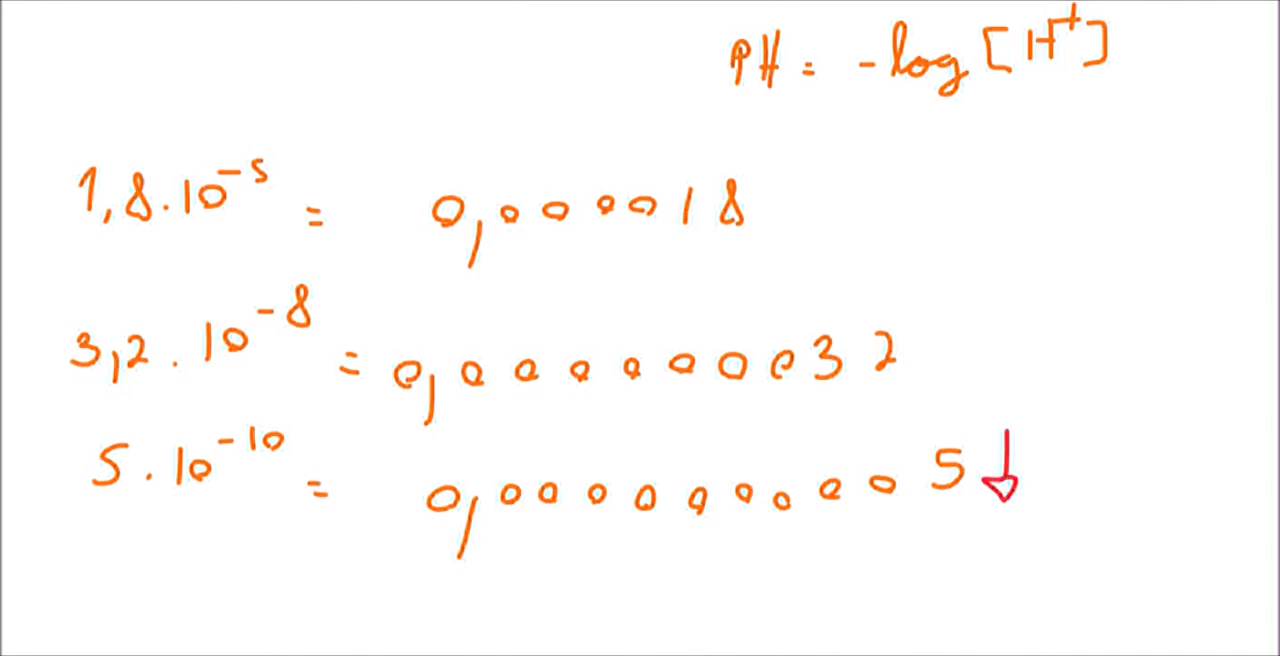 PH = -log [H⁺]
1,8.10⁻⁵ = 0,000018
3,2.10⁻⁸ = 0,000000032
5.10⁻¹⁰ = 0,0000000005